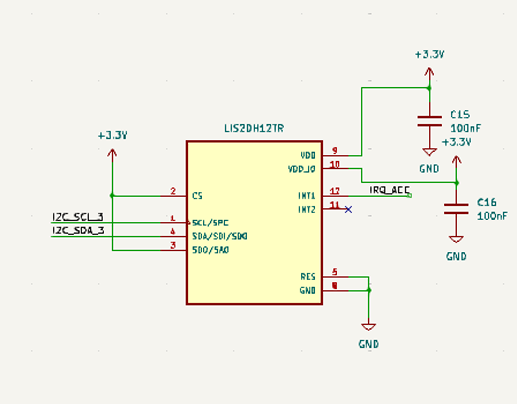 +3.3V
C15
100nF
+3.3V
LIS2DH12TR
+3.3V
VDD 9
GND
VDD_IO 10
2 CS
INT1 12
IRQ_ACC
C16
INT2 11
100nF
I2C_SCL_3
1 SCL/SPC
I2C_SDA_3
4 SDA/SDI/SDO
3 SDO/SA0
GND
RES 5
GND
GND